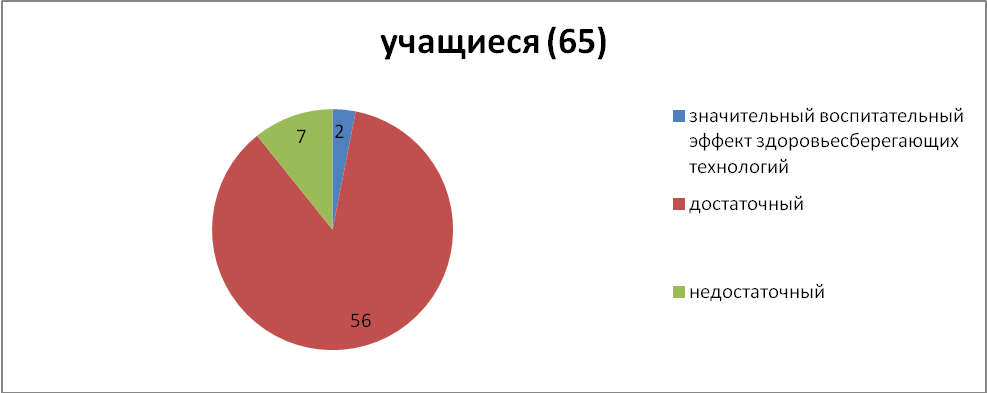 учащиеся (65)
2
7
56
значительный воспитательный
эффект здоровьесберегающих
технологий
достаточный
недостаточный